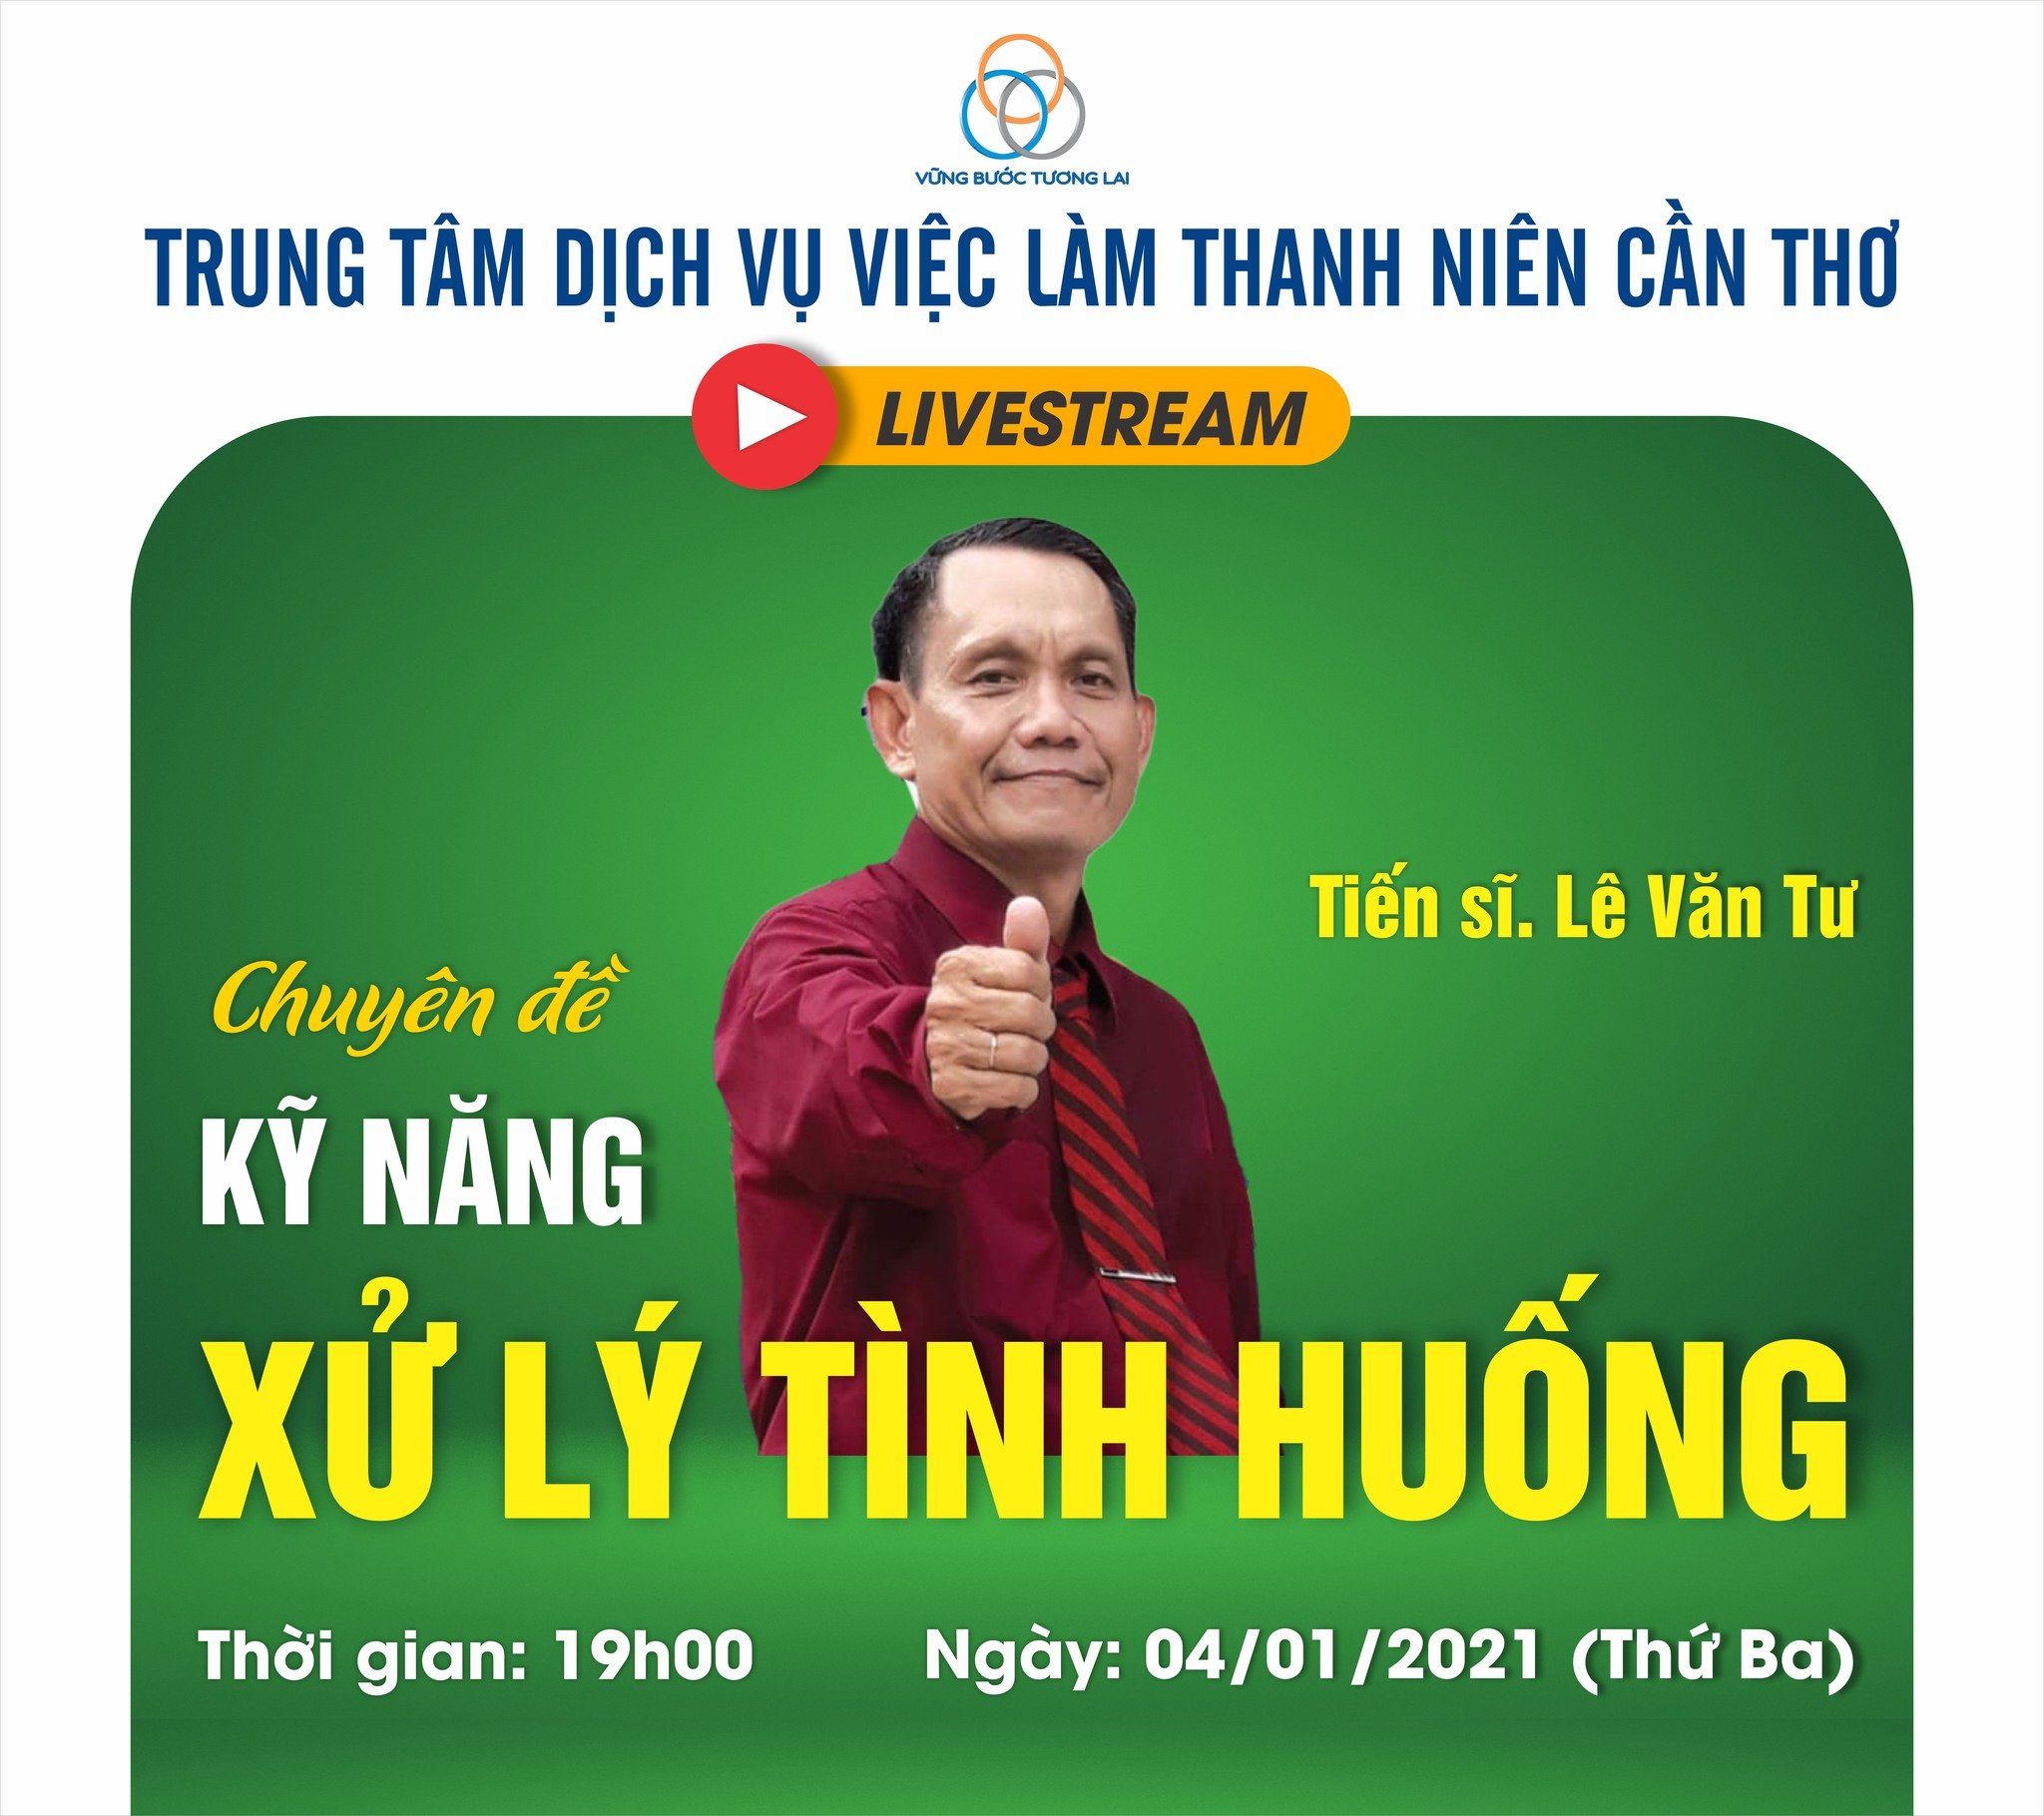 VỮNG BƯỚC TƯƠNG LAI
TRUNG TÂM DỊCH VỤ VIỆC LÀM THANH NIÊN CẦN THƠ
LIVESTREAM
Tiến sĩ. Lê Văn Tư
Chuyên đề
KỸ NĂNG
XỬ LÝ TÌNH HUỐNG
Thời gian: 19h00 Ngày: 04/01/2021 (Thứ Ba)